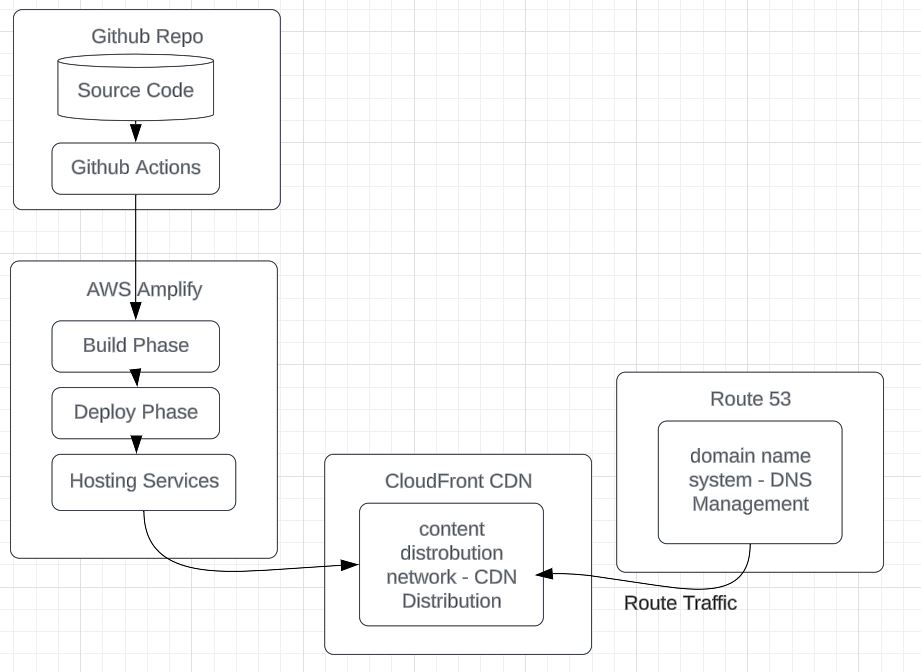 Github Repo
Source Code
Github Actions
AWS Amplify
Build Phase
Deploy Phase
Hosting Services
CloudFront CDN
content
distrobution
network - CDN
Distribution
Route 53
domain name
system - DNS
Management
Route Traffic